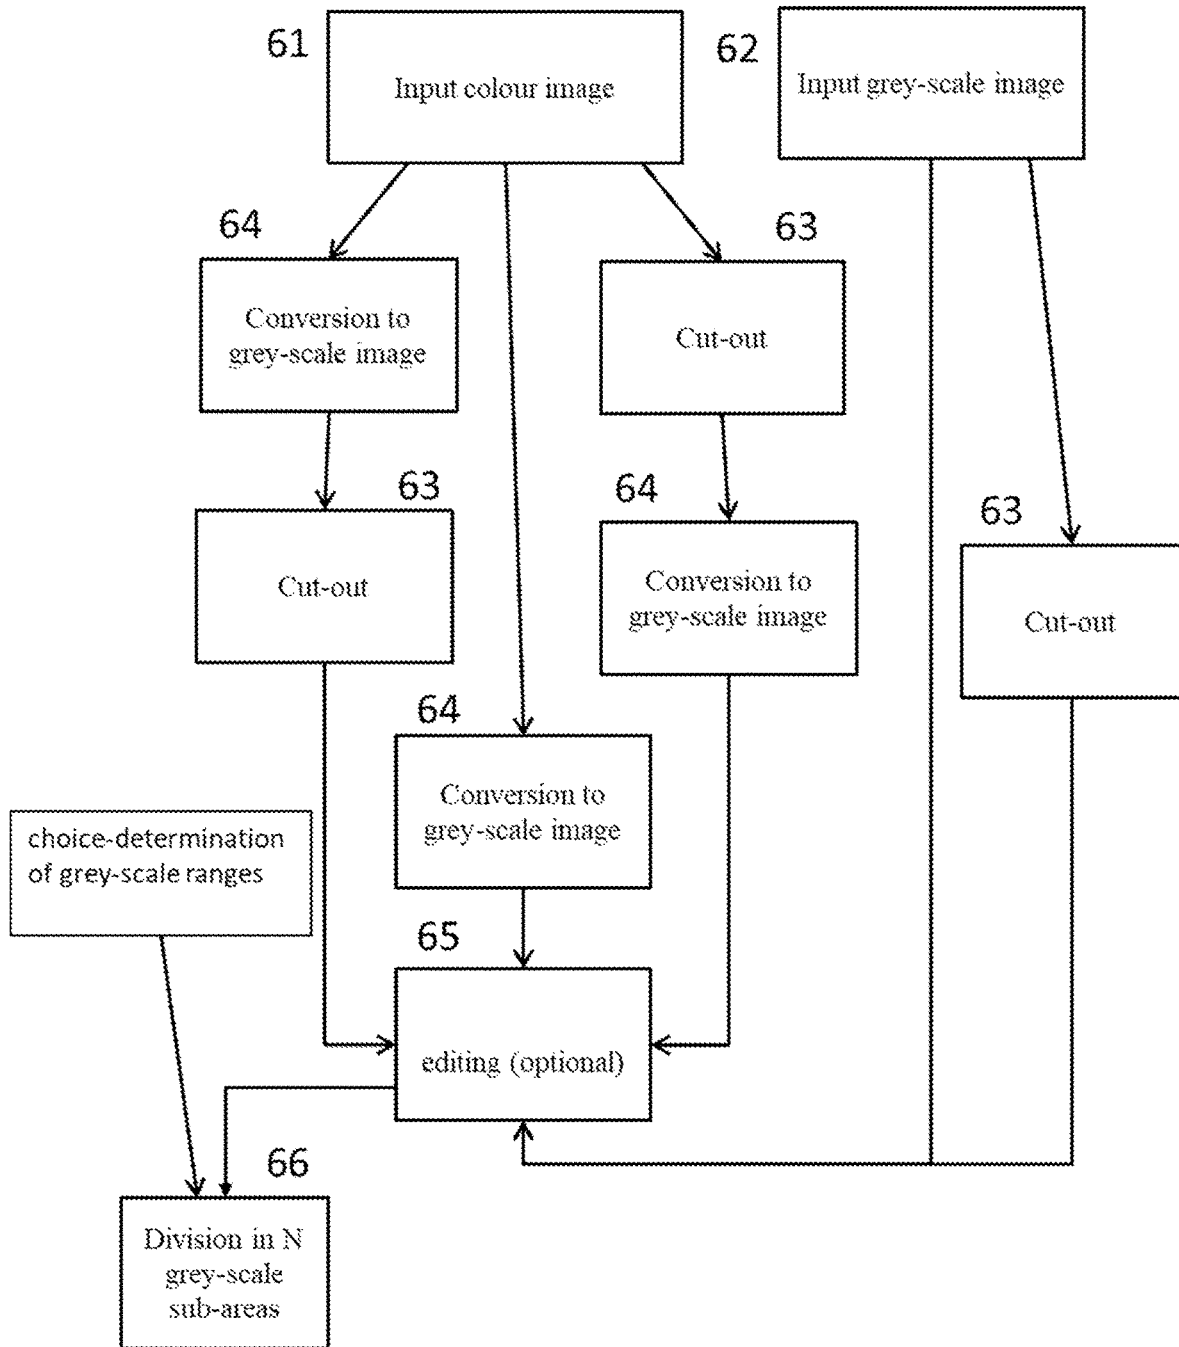 61
Input colour image
62
Input grey-scale image
64
Conversion to
grey-scale image
63
Cut-out
63
Cut-out
64
Conversion to
grey-scale image
63
Cut-out
64
Conversion to
grey-scale image
choice-determination
of grey-scale ranges
65
editing (optional)
66
Division in N
grey-scale
sub-areas